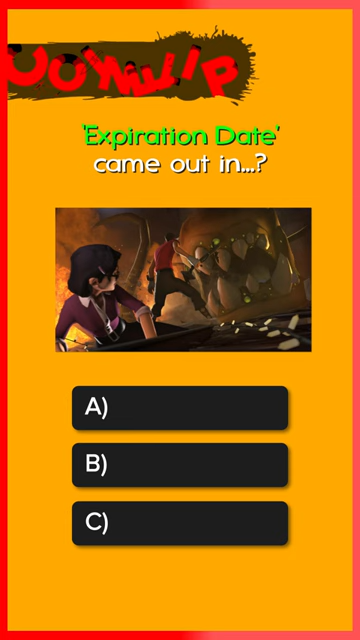 'Expiration Date'
came out in...?
A)
B)
C)